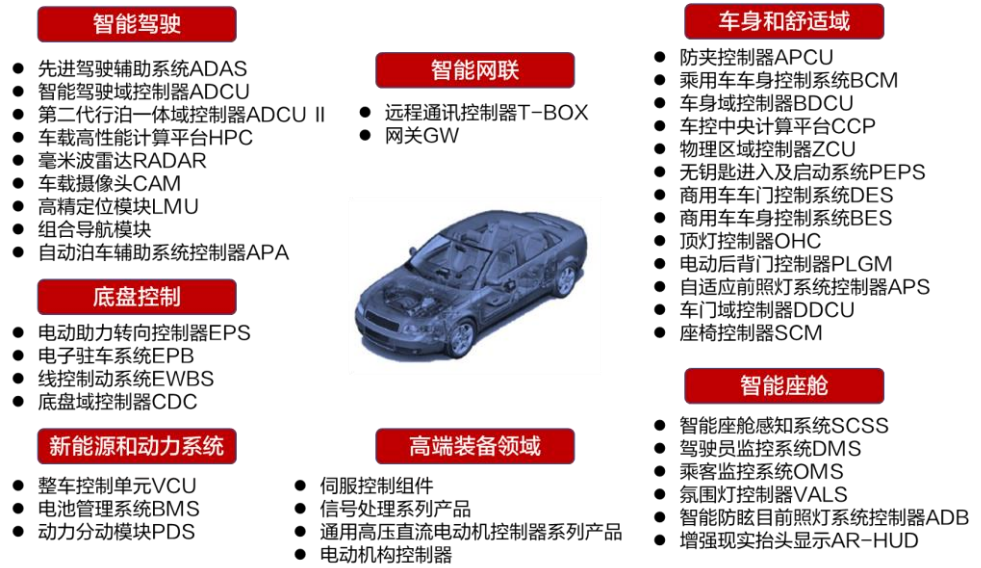 智能驾驶
先进驾驶辅助系统ADAS
智能驾驶域控制器ADCU
第二代行泊一体域控制器ADCU II
车载高性能计算平台HPC
毫米波雷达RADAR
车载摄像头CAM
高精定位模块LMU
组合导航模块
自动泊车辅助系统控制器APA
底盘控制
电动助力转向控制器EPS
电子驻车系统EPB
线控制动系统EWBS
底盘域控制器CDC
新能源和动力系统
整车控制单元VCU
电池管理系统BMS
动力分动模块PDS
智能网联
远程通讯控制器T-BOX
网关GW
高端装备领域
伺服控制组件
信号处理系列产品
通用高压直流电动机控制器系列产品
电动机构控制器
车身和舒适域
防夹控制器APCU
乘用车车身控制系统BCM
车身域控制器BDCU
车控中央计算平台CCP
物理区域控制器ZCU
无钥匙进入及启动系统PEPS
商用车车门控制系统DES
商用车车身控制系统BES
顶灯控制器OHC
电动后背门控制器PLGM
自适应前照灯系统控制器APS
车门域控制器DDCU
座椅控制器SCM
智能座舱
智能座舱感知系统SCSS
驾驶员监控系统DMS
乘客监控系统OMS
氛围灯控制器VALS
智能防眩目前照灯系统控制器ADB
增强现实抬头显示AR-HUD